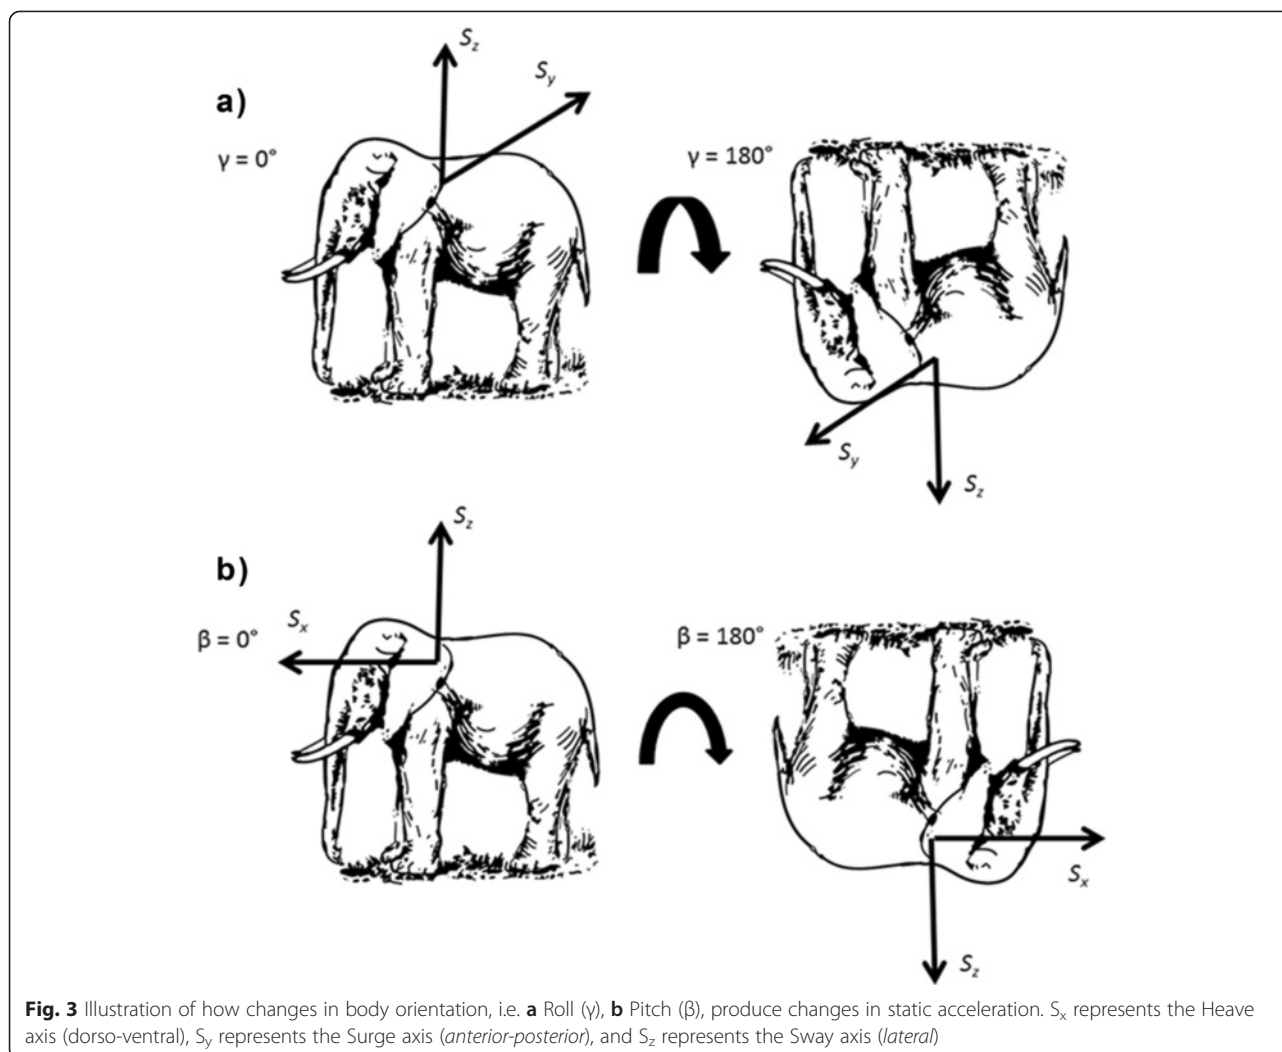 S_z
S_y
a)
γ = 0°
γ = 180°
S_y
S_z
S_z
b)
S_x
β = 0°
β = 180°
S_x
S_z
Fig. 3 Illustration of how changes in body orientation, i.e. a Roll (γ), b Pitch (β), produce changes in static acceleration. S_x represents the Heave
axis (dorso-ventral), S_y represents the Surge axis (anterior-posterior), and S_z represents the Sway axis (lateral)